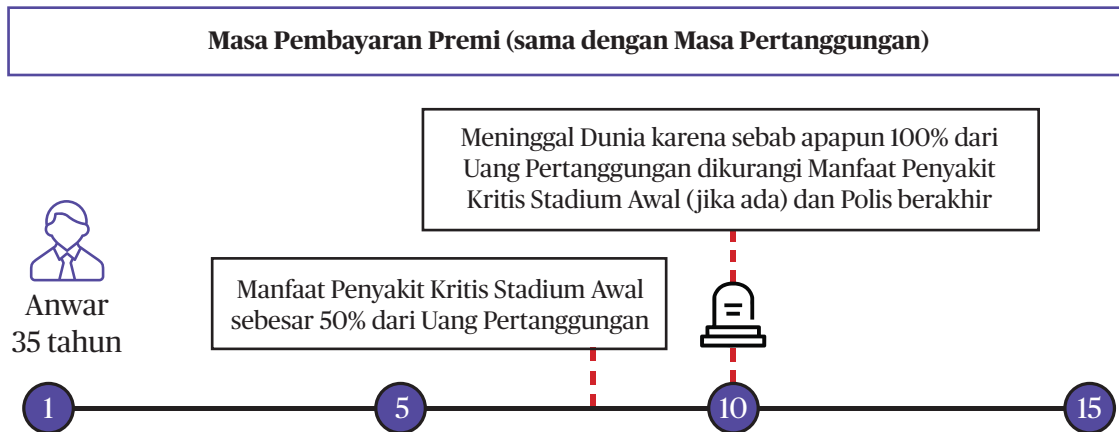 Masa Pembayaran Premi (sama dengan Masa Pertanggungan)
Meninggal Dunia karena sebab apapun 100% dari
Uang Pertanggungan dikurangi Manfaat Penyakit
Kritis Stadium Awal (jika ada) dan Polis berakhir
Manfaat Penyakit Kritis Stadium Awal
sebesar 50% dari Uang Pertanggungan
Anwar
35 tahun
1 5 10 15